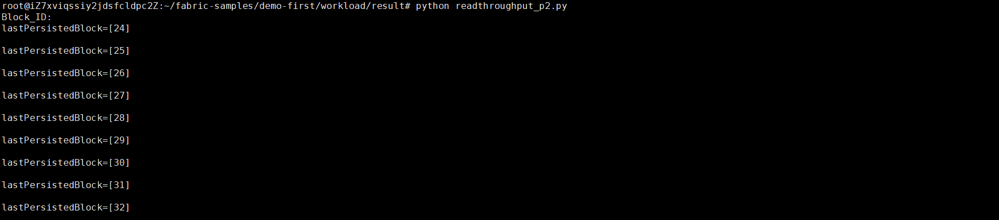 root@iZ7xviqssiy2jdsfcldpc2Z:~/fabric-samples/demo-first/workload/result# python readthroughput_p2.py
Block_ID:
lastPersistedBlock=[24]
lastPersistedBlock=[25]
lastPersistedBlock=[26]
lastPersistedBlock=[27]
lastPersistedBlock=[28]
lastPersistedBlock=[29]
lastPersistedBlock=[30]
lastPersistedBlock=[31]
lastPersistedBlock=[32]